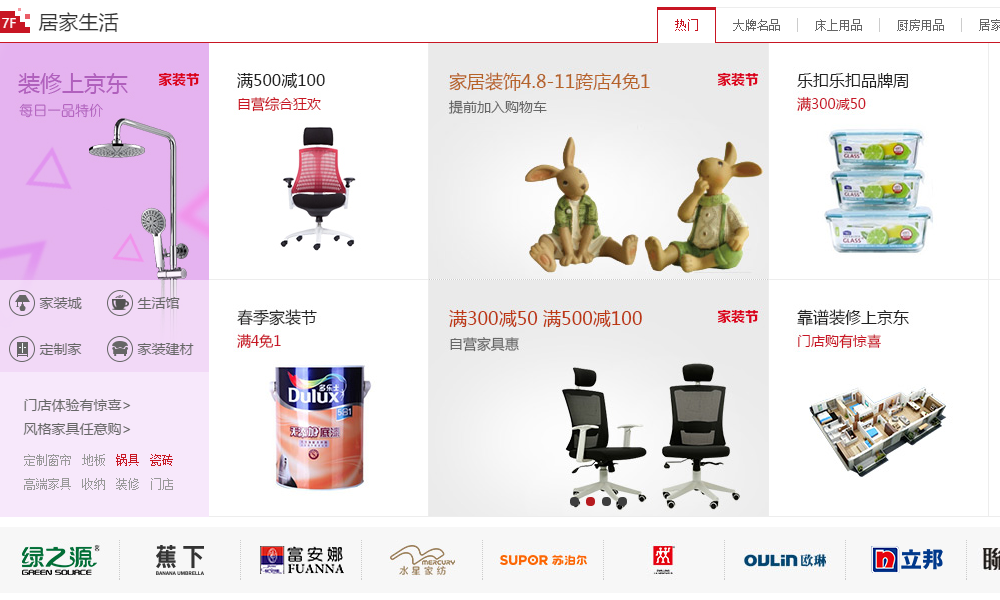 7F 居家生活
热门 大牌名品 床上用品 厨房用品 居家
装修上京东 家装节
每日一品特价
满500减100
自营综合狂欢
家居装饰4.8-11跨店4免1 家装节
提前加入购物车
乐扣乐扣品牌周
满300减50
GLASS
GLASS
GLASS
家装城 生活馆
定制家 家装建材
门店体验有惊喜>
风格家具任意购>
定制窗帘 地板 锅具 瓷砖
高端家具 收纳 装修 门店
春季家装节
满4免1
多乐士
Dulux
5合1
无添加底漆
满300减50 满500减100 家装节
自营家具惠
靠谱装修上京东
门店购有惊喜
绿之源®
GREEN SOURCE
蕉下
BANANA UMBRELLA
富安娜
FUANNA
MERCURY
水星家纺
SUPOR 苏泊尔
OULIN 欧琳
立邦